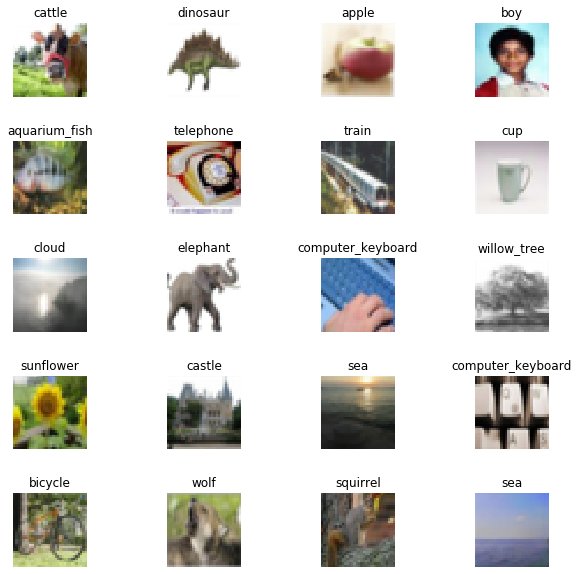 cattle dinosaur apple boy
aquarium_fish telephone train cup
cloud elephant computer_keyboard willow_tree
sunflower castle sea computer_keyboard
bicycle wolf squirrel sea